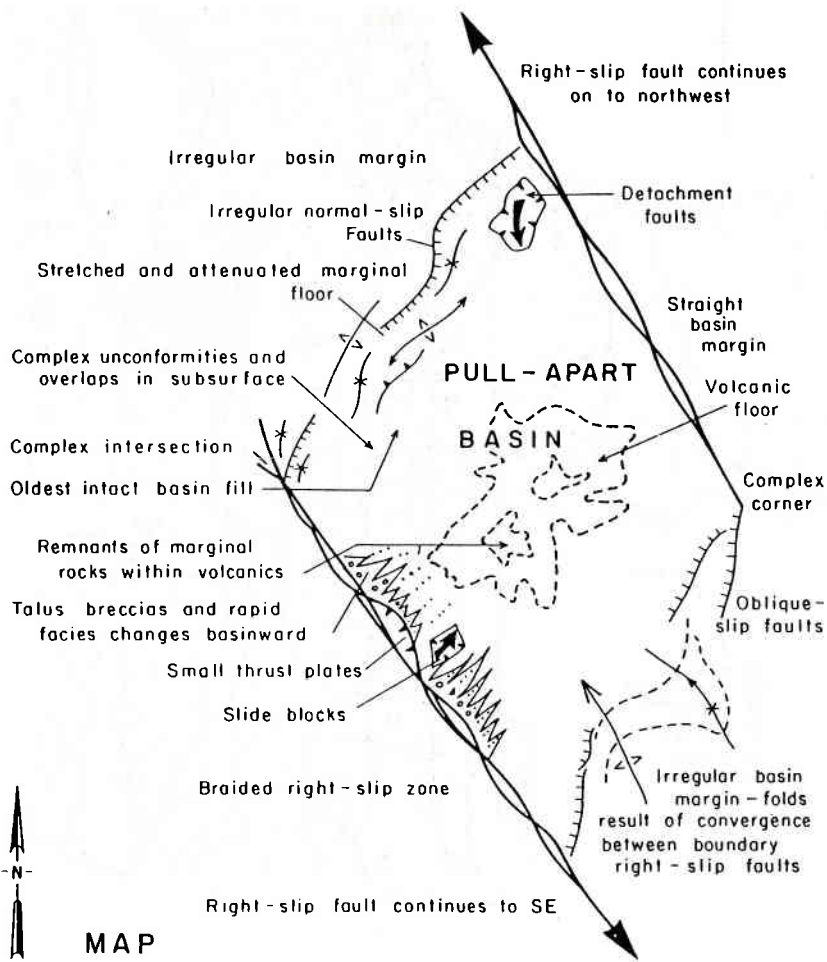 Right-slip fault continues
on to northwest
Irregular basin margin
Detachment
faults
Irregular normal-slip
Faults
Stretched and attenuated marginal
floor
Straight
basin
margin
Complex unconformities and
overlaps in subsurface
PULL-APART
BASIN
Volcanic
floor
Complex intersection
Oldest intact basin fill
Complex
corner
Remnants of marginal
rocks within volcanics
Talus breccias and rapid
facies changes basinward
Oblique-
slip faults
Small thrust plates
Slide blocks
Braided right-slip zone
Irregular basin
margin-folds
result of convergence
between boundary
right-slip faults
-N-
Right-slip fault continues to SE
MAP